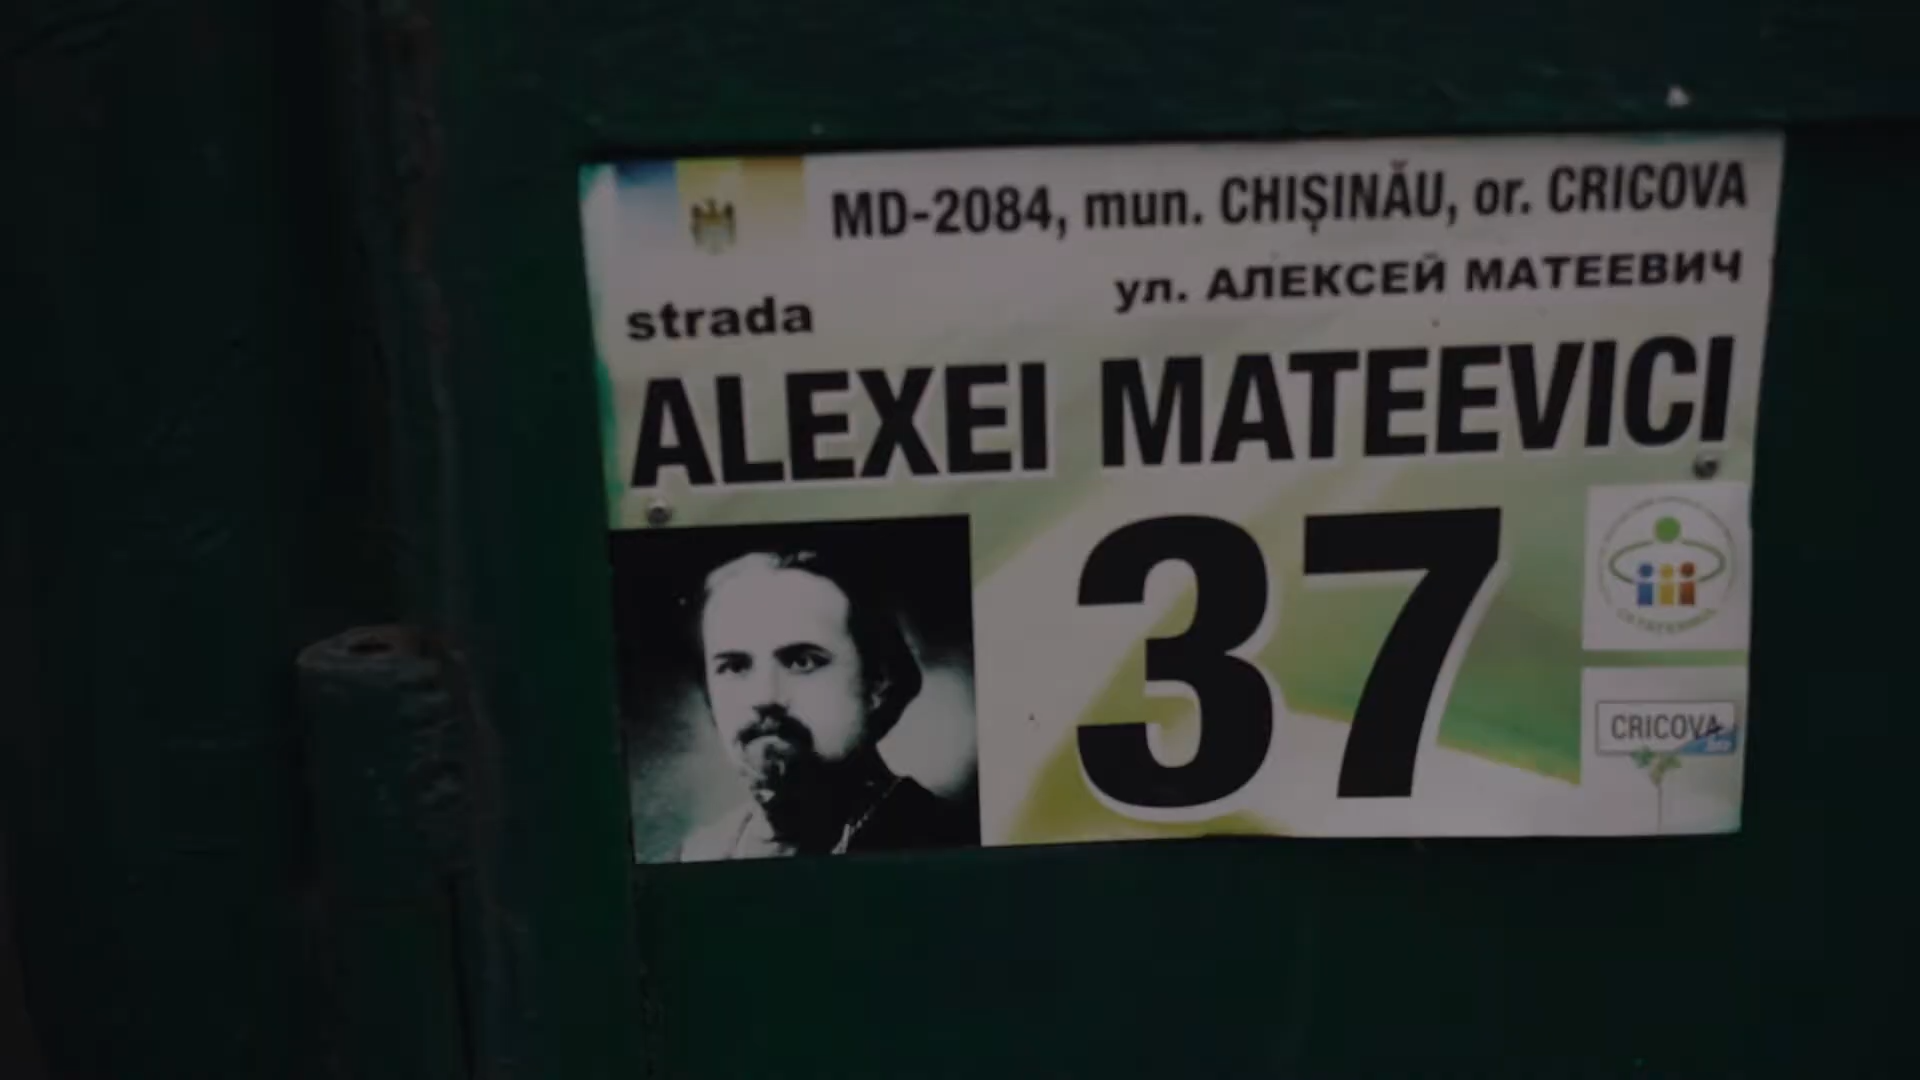 MD-2084, mun. CHIȘINĂU, or. CRICOVA
ул. АЛЕКСЕЙ МАТЕЕВИЧ
strada
ALEXEI MATEEVICI
37
CRICOVA